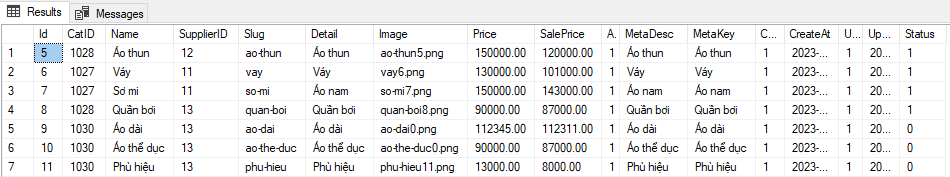 Results Messages
Id CatID Name SupplierID Slug Detail Image Price SalePrice A. MetaDesc MetaKey C... CreateAt U... Up... Status
1 5 1028 Áo thun 12 ao-thun Áo thun ao-thun5.png 150000.00 120000.00 1 Áo thun Áo thun 1 2023-... 1 20... 1
2 6 1027 Váy 11 vay Váy vay6.png 130000.00 101000.00 1 Váy Váy 1 2023-... 1 20... 1
3 7 1027 Sơ mi 11 so-mi Áo nam so-mi7.png 150000.00 143000.00 1 Áo nam Áo nam 1 2023-... 1 20... 1
4 8 1028 Quần bơi 13 quan-boi Quần bơi quan-boi8.png 90000.00 87000.00 1 Quần bơi Quần bơi 1 2023-... 1 20... 1
5 9 1030 Áo dài 13 ao-dai Áo dài ao-dai0.png 112345.00 112311.00 1 Áo dài Áo dài 1 2023-... 1 20... 0
6 10 1030 Áo thể dục 13 ao-the-duc Áo thể dục ao-the-duc0.png 90000.00 87000.00 1 Áo thể dục Áo thể dục 1 2023-... 1 20... 0
7 11 1030 Phù hiệu 13 phu-hieu Phù hiệu phu-hieu11.png 13000.00 8000.00 1 Phù hiệu Phù hiệu 1 2023-... 1 20... 0